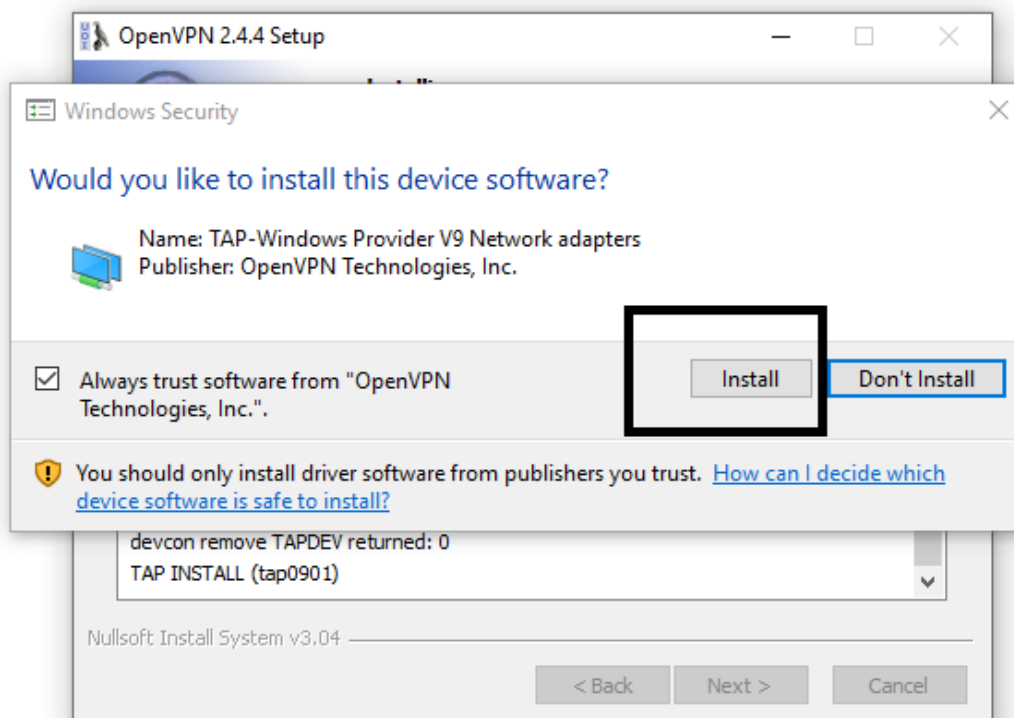 OpenVPN 2.4.4 Setup
Windows Security
Would you like to install this device software?
Name: TAP-Windows Provider V9 Network adapters
Publisher: OpenVPN Technologies, Inc.
Always trust software from "OpenVPN
Technologies, Inc.".
Install
Don't Install
You should only install driver software from publishers you trust. How can I decide which
device software is safe to install?
devcon remove TAPDEV returned: 0
TAP INSTALL (tap0901)
Nullsoft Install System v3.04
< Back
Next >
Cancel